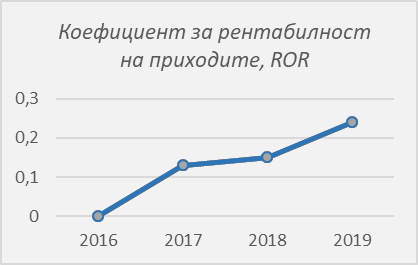 Коефициент за рентабилност
на приходите, ROR
0,3
0,2
0,1
0
2016 2017 2018 2019